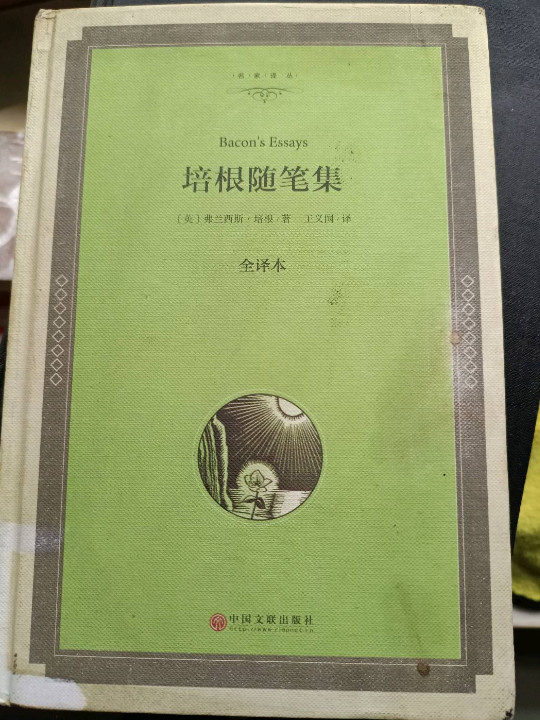 ·名家译丛·
Bacon's Essays
培根随笔集
〔英〕弗兰西斯·培根/著 王义国/译
全译本
中国文联出版社